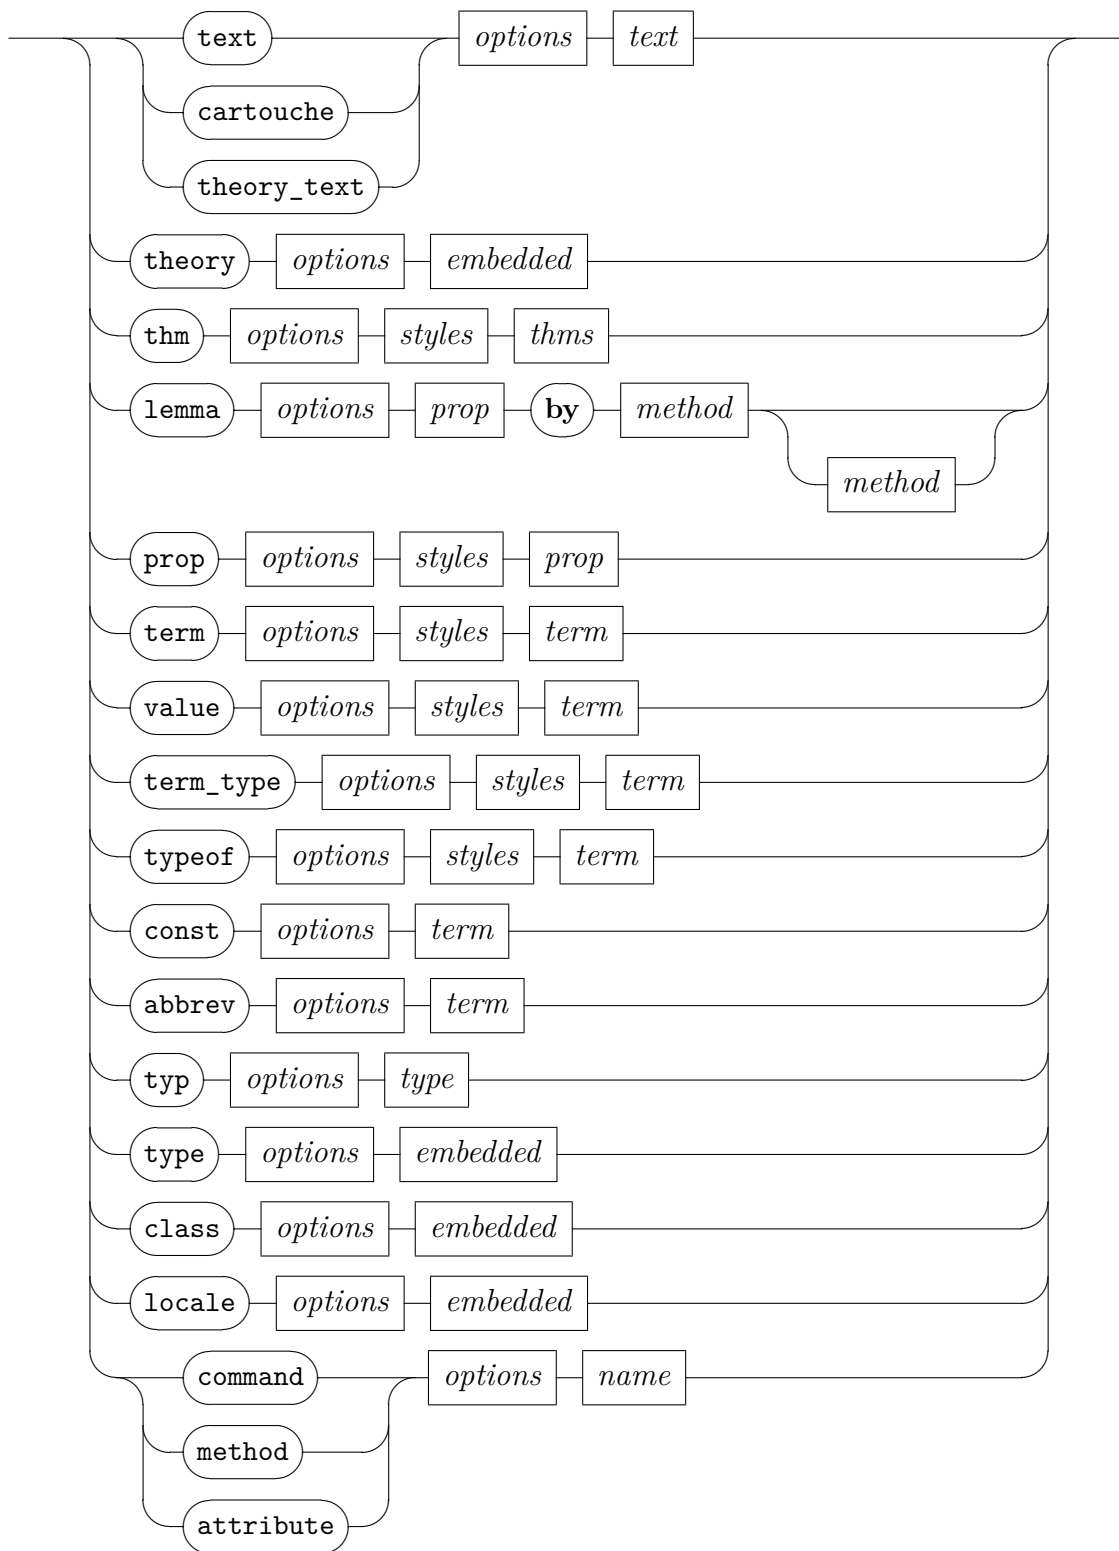 text options text
cartouche
theory_text
theory options embedded
thm options styles thms
lemma options prop by method
method
prop options styles prop
term options styles term
value options styles term
term_type options styles term
typeof options styles term
const options term
abbrev options term
typ options type
type options embedded
class options embedded
locale options embedded
command options name
method
attribute